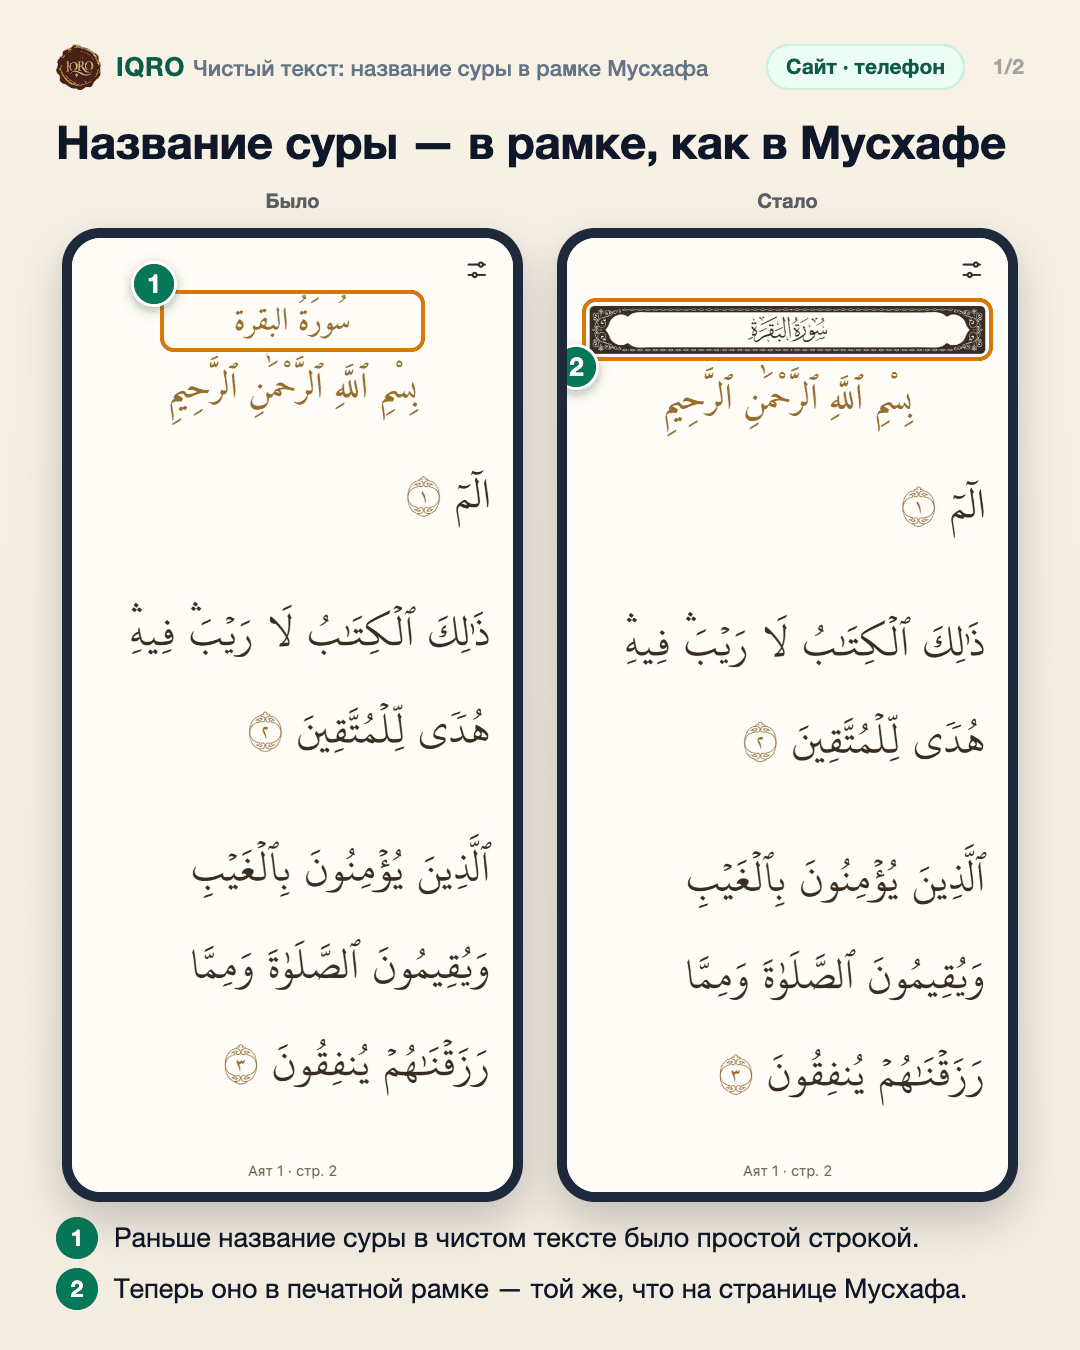 IQRO
IQRO Чистый текст: название суры в рамке Мусхафа
Сайт · телефон
1/2
Название суры — в рамке, как в Мусхафе
Было
1
سُورَةُ البقرة
بِسْمِ ٱللَّهِ ٱلرَّحْمَٰنِ ٱلرَّحِيمِ
الٓمٓ ١
ذَٰلِكَ ٱلْكِتَٰبُ لَا رَيْبَ ۛ فِيهِ ۛ
هُدًى لِّلْمُتَّقِينَ ٢
ٱلَّذِينَ يُؤْمِنُونَ بِٱلْغَيْبِ
وَيُقِيمُونَ ٱلصَّلَوٰةَ وَمِمَّا
رَزَقْنَٰهُمْ يُنفِقُونَ ٣
Аят 1 · стр. 2
Стало
سُورَةُ البَقَرَةِ
2
بِسْمِ ٱللَّهِ ٱلرَّحْمَٰنِ ٱلرَّحِيمِ
الٓمٓ ١
ذَٰلِكَ ٱلْكِتَٰبُ لَا رَيْبَ ۛ فِيهِ ۛ
هُدًى لِّلْمُتَّقِينَ ٢
ٱلَّذِينَ يُؤْمِنُونَ بِٱلْغَيْبِ
وَيُقِيمُونَ ٱلصَّلَوٰةَ وَمِمَّا
رَزَقْنَٰهُمْ يُنفِقُونَ ٣
Аят 1 · стр. 2
1 Раньше название суры в чистом тексте было простой строкой.
2 Теперь оно в печатной рамке — той же, что на странице Мусхафа.